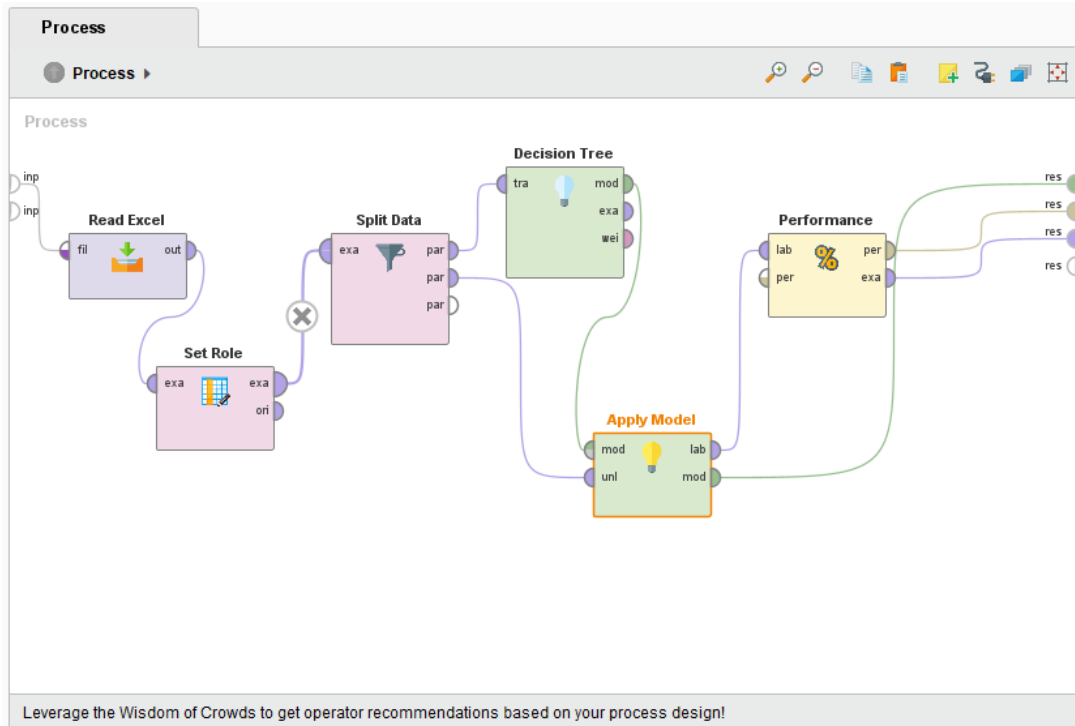 Process
Process
Process
inp
inp
Read Excel
fil
out
Set Role
exa
exa
ori
Split Data
exa
par
par
par
Decision Tree
tra
mod
exa
wei
Apply Model
mod
lab
unl
mod
Performance
%
lab
per
per
exa
res
res
res
res
Leverage the Wisdom of Crowds to get operator recommendations based on your process design!